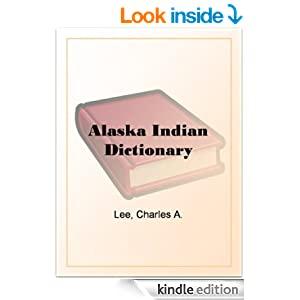 Look inside
Alaska Indian
Dictionary
Lee, Charles A.
kindle edition